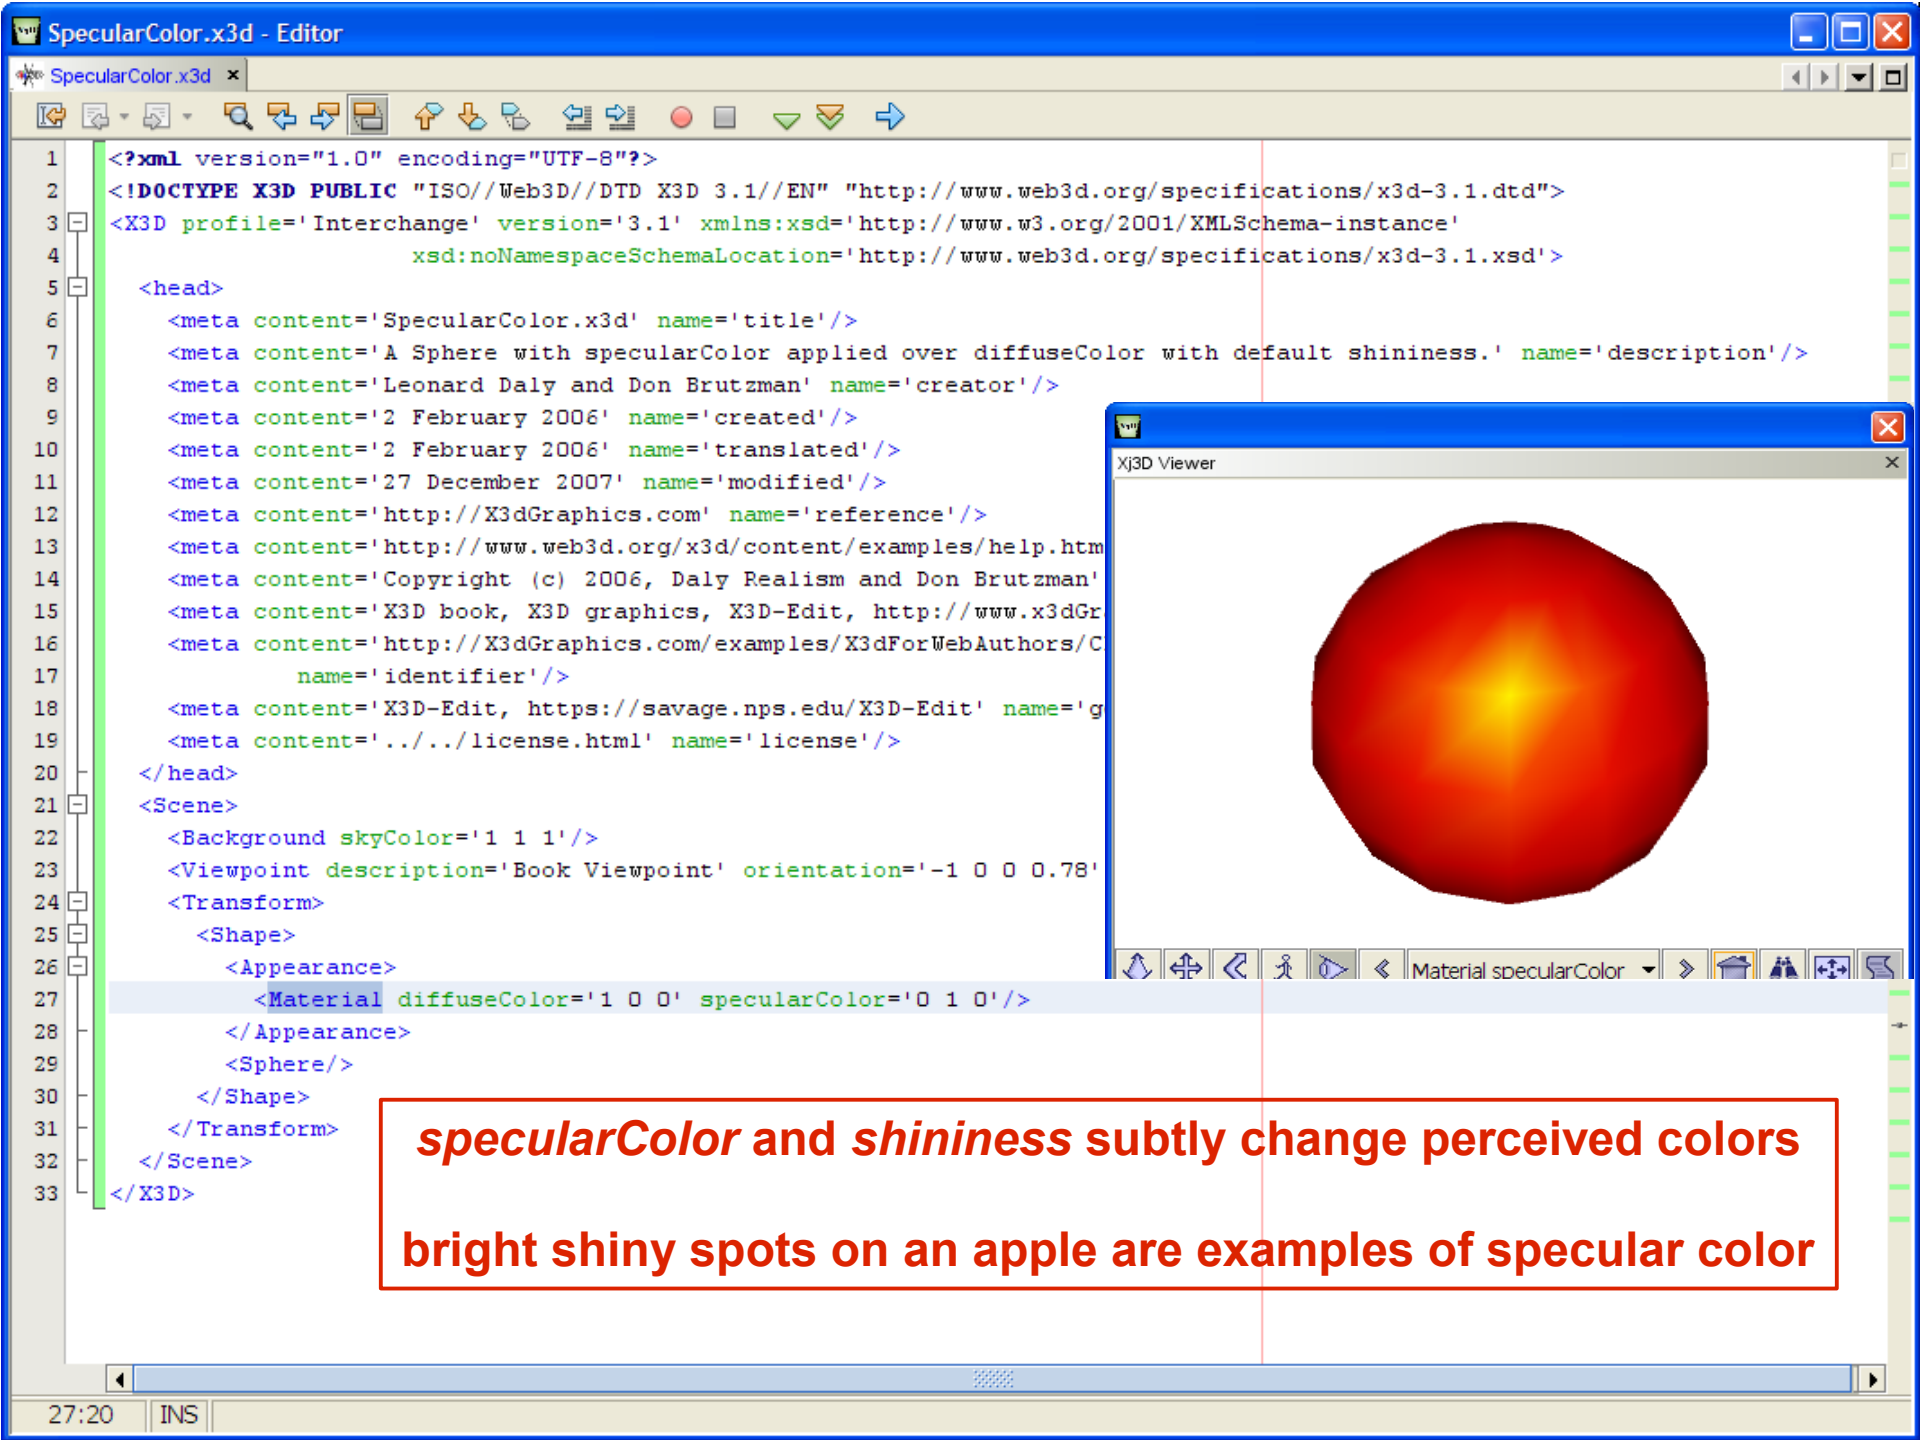 SpecularColor.x3d - Editor
SpecularColor.x3d
1 <?xml version="1.0" encoding="UTF-8"?>
2 <!DOCTYPE X3D PUBLIC "ISO//Web3D//DTD X3D 3.1//EN" "http://www.web3d.org/specifications/x3d-3.1.dtd">
3 <X3D profile='Interchange' version='3.1' xmlns:xsd='http://www.w3.org/2001/XMLSchema-instance'
4 xsd:noNamespaceSchemaLocation='http://www.web3d.org/specifications/x3d-3.1.xsd'>
5 <head>
6 <meta content='SpecularColor.x3d' name='title'/>
7 <meta content='A Sphere with specularColor applied over diffuseColor with default shininess.' name='description'/>
8 <meta content='Leonard Daly and Don Brutzman' name='creator'/>
9 <meta content='2 February 2006' name='created'/>
10 <meta content='2 February 2006' name='translated'/>
11 <meta content='27 December 2007' name='modified'/>
12 <meta content='http://X3dGraphics.com' name='reference'/>
13 <meta content='http://www.web3d.org/x3d/content/examples/help.htm
14 <meta content='Copyright (c) 2006, Daly Realism and Don Brutzman'
15 <meta content='X3D book, X3D graphics, X3D-Edit, http://www.x3dGr
16 <meta content='http://X3dGraphics.com/examples/X3dForWebAuthors/C
17 name='identifier'/>
18 <meta content='X3D-Edit, https://savage.nps.edu/X3D-Edit' name='g
19 <meta content='../../license.html' name='license'/>
20 </head>
21 <Scene>
22 <Background skyColor='1 1 1'/>
23 <Viewpoint description='Book Viewpoint' orientation='-1 0 0 0.78'
24 <Transform>
25 <Shape>
26 <Appearance>
27 <Material diffuseColor='1 0 0' specularColor='0 1 0'/>
28 </Appearance>
29 <Sphere/>
30 </Shape>
31 </Transform>
32 </Scene>
33 </X3D>
Xj3D Viewer
Material specularColor
specularColor and shininess subtly change perceived colors
bright shiny spots on an apple are examples of specular color
27:20 INS